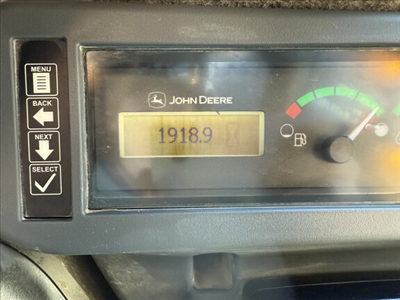 MENU
BACK
NEXT
SELECT
JOHN DEERE
1918.9